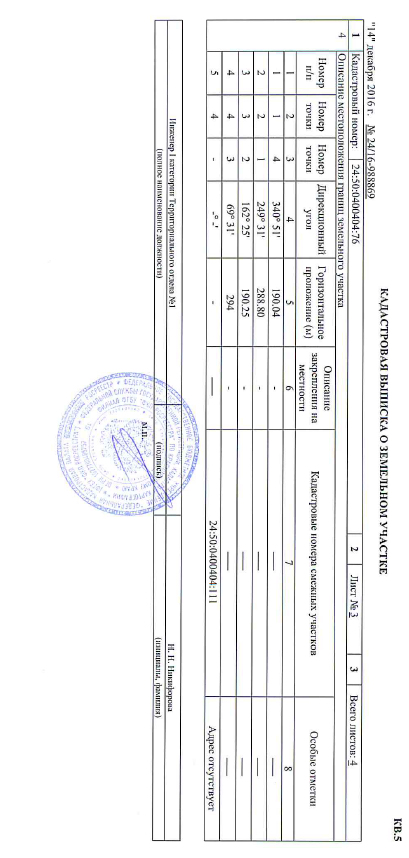 КВ.5
КАДАСТРОВАЯ ВЫПИСКА О ЗЕМЕЛЬНОМ УЧАСТКЕ
"14" декабря 2016 г. № 24/16-988869
1 Кадастровый номер: 24:50:0400404:76 2 Лист № 3 3 Всего листов: 4
4 Описание местоположения границ земельного участка
Номер п/п Номер точки Номер точки Дирекционный угол Горизонтальное проложение (м) Описание закрепления на местности Кадастровые номера смежных участков Особые отметки
1 2 3 4 5 6 7 8
1 1 4 340° 51' 190.04 - — —
2 2 1 249° 31' 288.80 - — —
3 3 2 162° 25' 190.25 - — —
4 4 3 69° 31' 294 - — —
5 4 - -° -' - — 24:50:0400404:111 Адрес отсутствует
Инженер I категории Территориального отдела №1 И. Н. Никифорова
(полное наименование должности) (подпись) (инициалы, фамилия)
М.П.